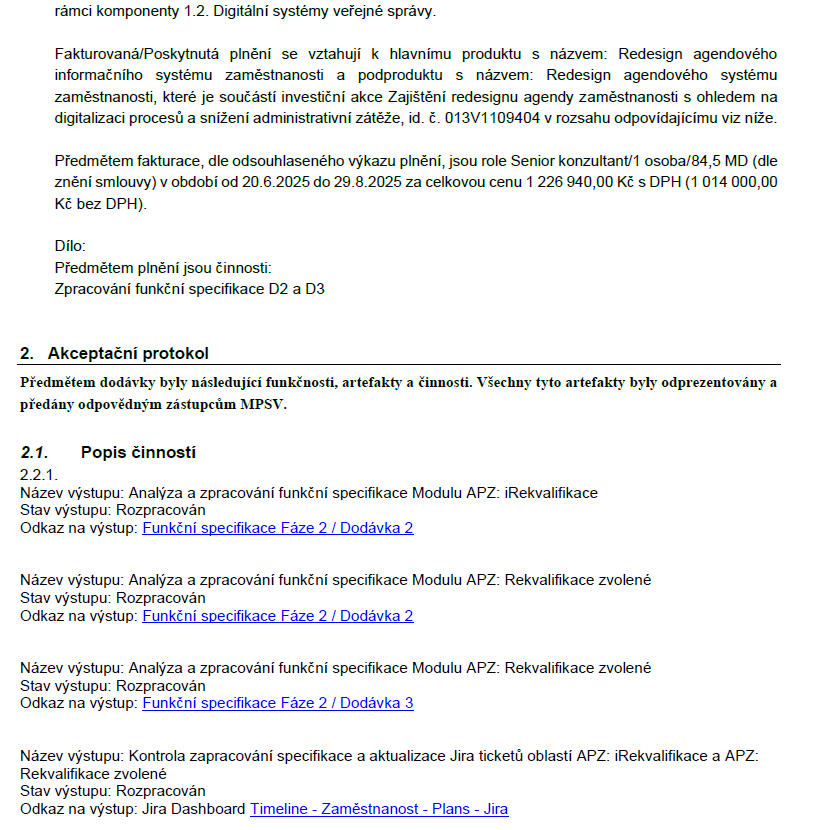 rámci komponenty 1.2. Digitální systémy veřejné správy.
Fakturovaná/Poskytnutá plnění se vztahují k hlavnímu produktu s názvem: Redesign agendového
informačního systému zaměstnanosti a podproduktu s názvem: Redesign agendového systému
zaměstnanosti, které je součástí investiční akce Zajištění redesignu agendy zaměstnanosti s ohledem na
digitalizaci procesů a snížení administrativní zátěže, id. č. 013V1109404 v rozsahu odpovídajícímu viz níže.
Předmětem fakturace, dle odsouhlaseného výkazu plnění, jsou role Senior konzultant/1 osoba/84,5 MD (dle
znění smlouvy) v období od 20.6.2025 do 29.8.2025 za celkovou cenu 1 226 940,00 Kč s DPH (1 014 000,00
Kč bez DPH).
Dílo:
Předmětem plnění jsou činnosti:
Zpracování funkční specifikace D2 a D3
2. Akceptační protokol
Předmětem dodávky byly následující funkčnosti, artefakty a činnosti. Všechny tyto artefakty byly odprezentovány a
předány odpovědným zástupcům MPSV.
2.1. Popis činností
2.2.1.
Název výstupu: Analýza a zpracování funkční specifikace Modulu APZ: iRekvalifikace
Stav výstupu: Rozpracován
Odkaz na výstup: Funkční specifikace Fáze 2 / Dodávka 2
Název výstupu: Analýza a zpracování funkční specifikace Modulu APZ: Rekvalifikace zvolené
Stav výstupu: Rozpracován
Odkaz na výstup: Funkční specifikace Fáze 2 / Dodávka 2
Název výstupu: Analýza a zpracování funkční specifikace Modulu APZ: Rekvalifikace zvolené
Stav výstupu: Rozpracován
Odkaz na výstup: Funkční specifikace Fáze 2 / Dodávka 3
Název výstupu: Kontrola zapracování specifikace a aktualizace Jira ticketů oblastí APZ: iRekvalifikace a APZ:
Rekvalifikace zvolené
Stav výstupu: Rozpracován
Odkaz na výstup: Jira Dashboard Timeline - Zaměstnanost - Plans - Jira